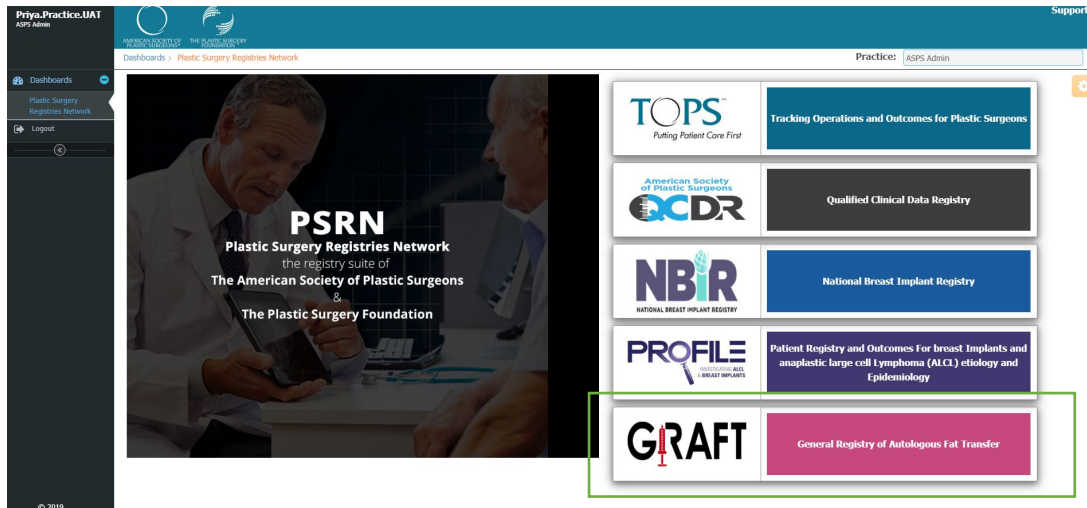 Priya.Practice.UAT
ASPS Admin
Support
AMERICAN SOCIETY OF
PLASTIC SURGEONS®
THE PLASTIC SURGERY
FOUNDATION
Dashboards > Plastic Surgery Registries Network
Practice: ASPS Admin
Dashboards
Plastic Surgery
Registries Network
Logout
PSRN
Plastic Surgery Registries Network
the registry suite of
The American Society of Plastic Surgeons
&
The Plastic Surgery Foundation
TOPS
Putting Patient Care First
Tracking Operations and Outcomes for Plastic Surgeons
American Society
of Plastic Surgeons
QCDR
Qualified Clinical Data Registry
NBIR
NATIONAL BREAST IMPLANT REGISTRY
National Breast Implant Registry
PROFILE
INVESTIGATING ALCL
& BREAST IMPLANTS
Patient Registry and Outcomes For breast Implants and
anaplastic large cell Lymphoma (ALCL) etiology and
Epidemiology
GRAFT
General Registry of Autologous Fat Transfer
© 2019